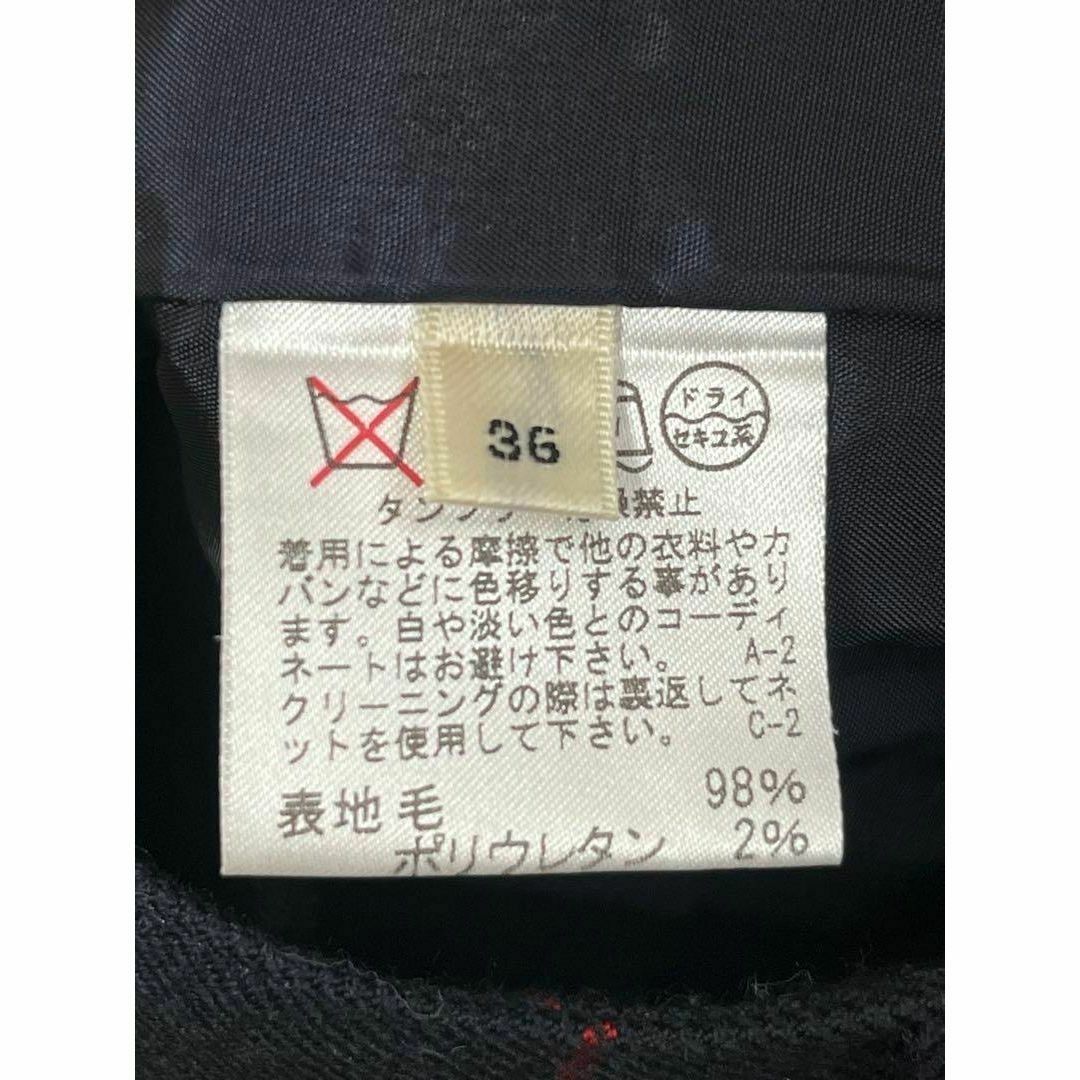 36
ドライ
セキユ系
タンブラー 燥禁止
着用による摩擦で他の衣料やカ
バンなどに色移りする事があり
ます。白や淡い色とのコーディ
ネートはお避け下さい。 A-2
クリーニングの際は裏返してネ
ットを使用して下さい。 C-2
表地 毛 98%
ポリウレタン 2%